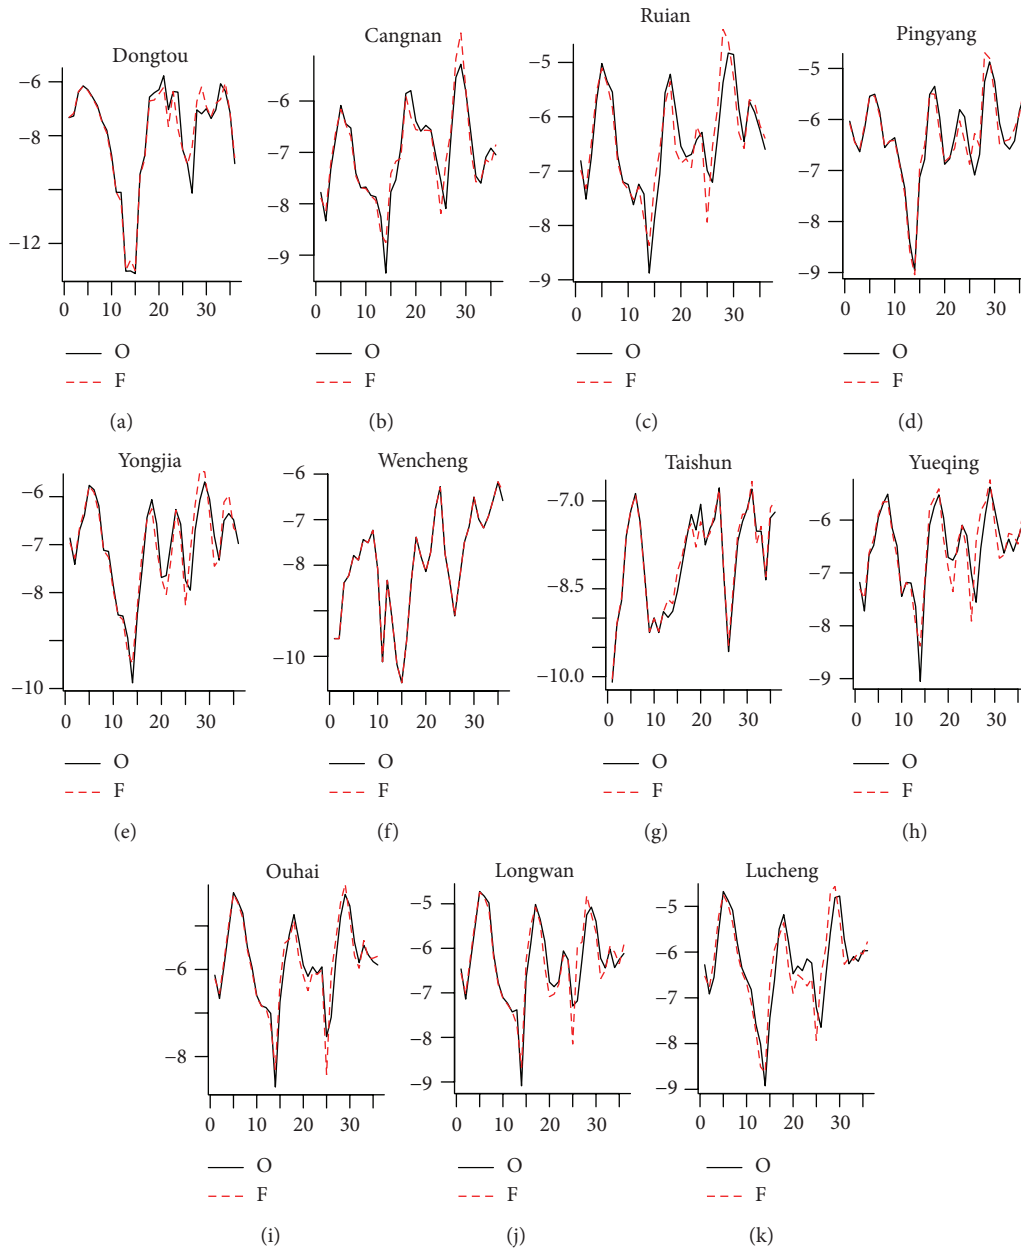 Dongtou
−6
−8
−12
0 10 20 30
O
F
(a)
Cangnan
−6
−7
−8
−9
0 10 20 30
O
F
(b)
Ruian
−5
−6
−7
−8
−9
0 10 20 30
O
F
(c)
Pingyang
−5
−6
−7
−8
−9
0 10 20 30
O
F
(d)
Yongjia
−6
−7
−8
−10
0 10 20 30
O
F
(e)
Wencheng
−6
−7
−8
−10
0 10 20 30
O
F
(f)
Taishun
−7.0
−8.5
−10.0
0 10 20 30
O
F
(g)
Yueqing
−6
−7
−8
−9
0 10 20 30
O
F
(h)
Ouhai
−6
−8
0 10 20 30
O
F
(i)
Longwan
−5
−6
−7
−8
−9
0 10 20 30
O
F
(j)
Lucheng
−5
−6
−7
−8
−9
0 10 20 30
O
F
(k)